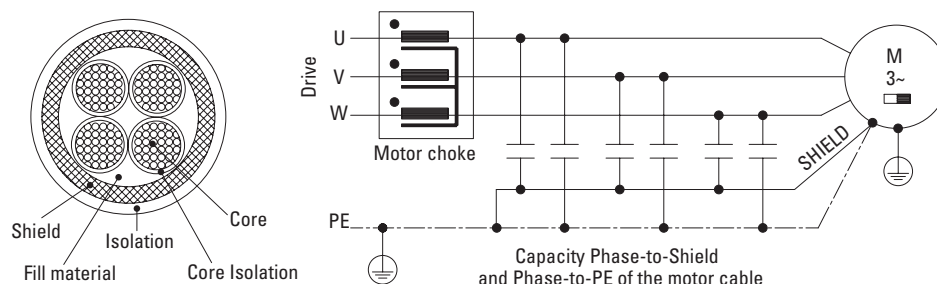 Shield
Isolation
Core
Fill material
Core Isolation
Drive
U
V
W
Motor choke
M
3~
SHIELD
PE
Capacity Phase-to-Shield
and Phase-to-PE of the motor cable